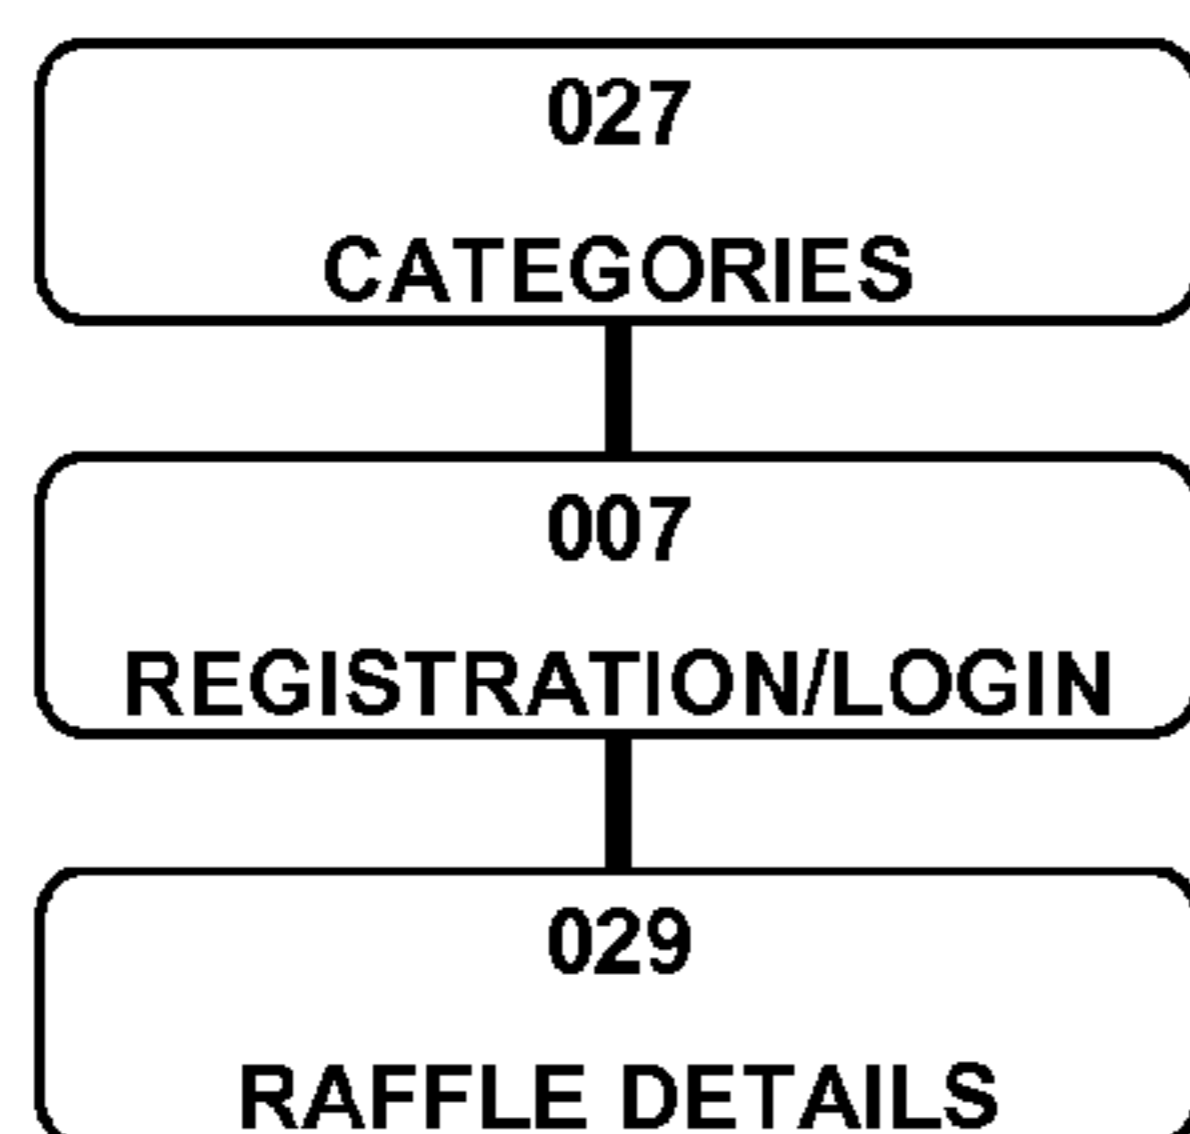 027
CATEGORIES
007
REGISTRATION/LOGIN
029
RAFFLE DETAILS